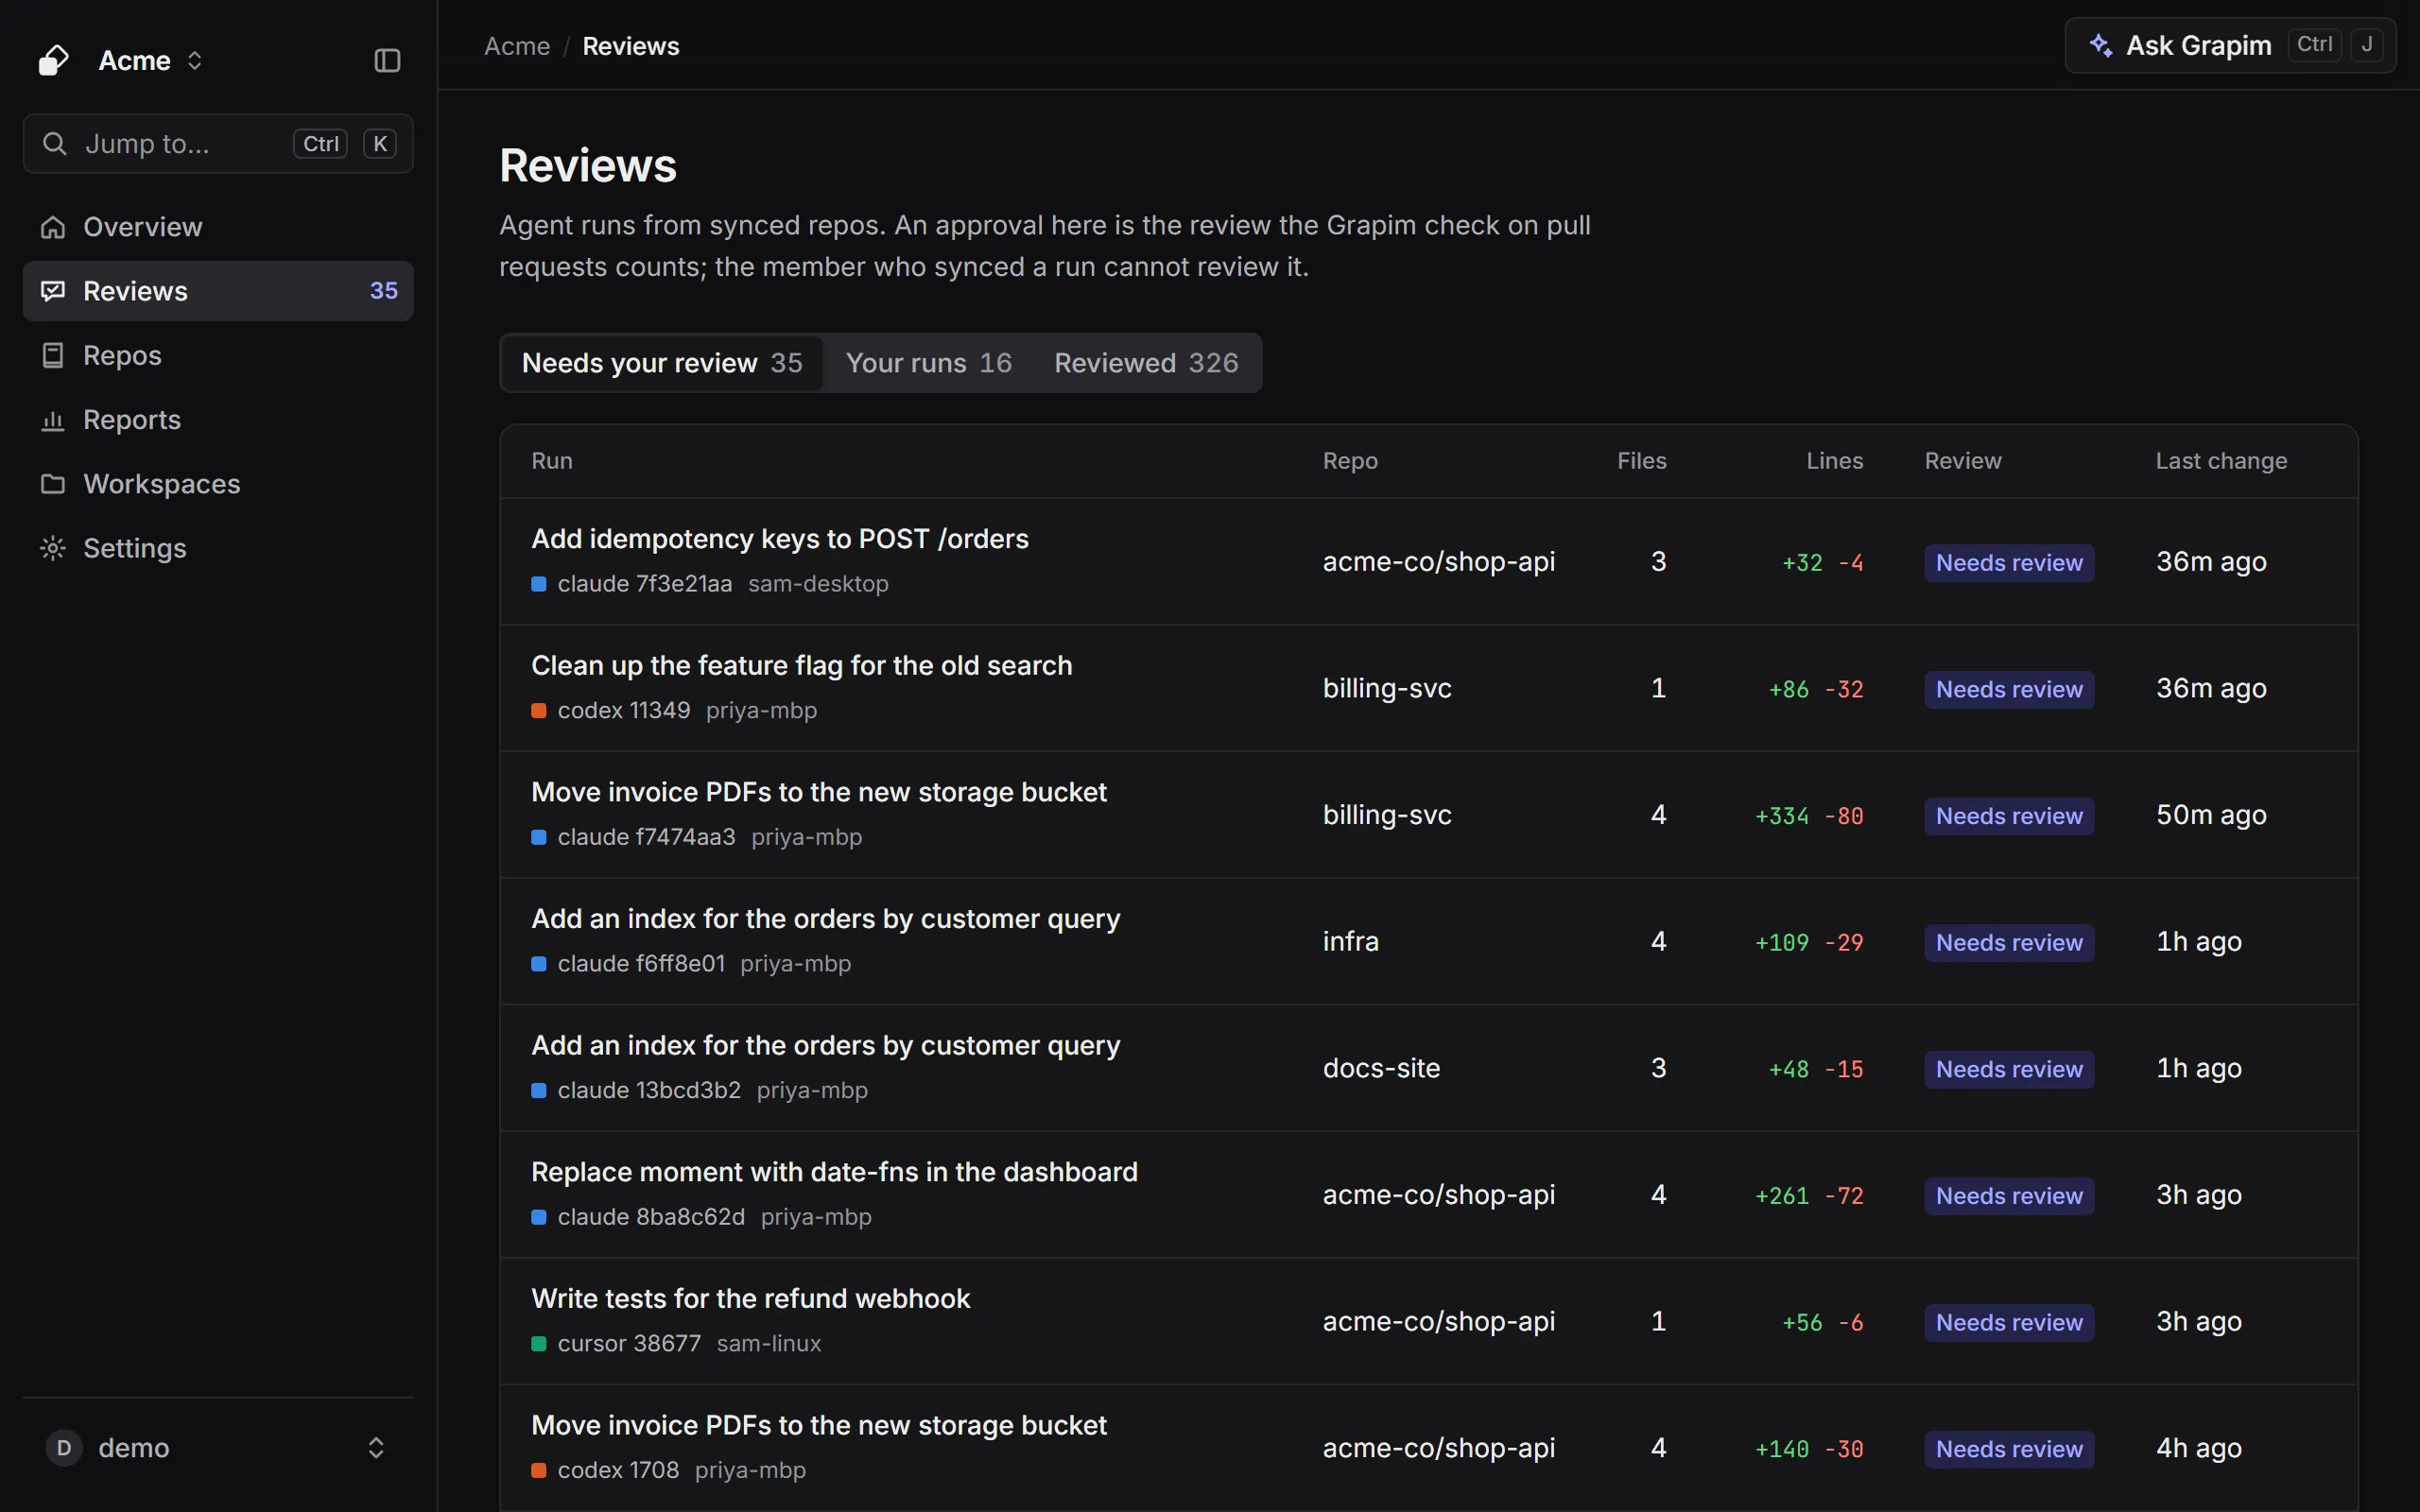 Acme
Jump to... Ctrl K
Overview
Reviews 35
Repos
Reports
Workspaces
Settings
D demo
Acme / Reviews
Ask Grapim Ctrl J
Reviews
Agent runs from synced repos. An approval here is the review the Grapim check on pull
requests counts; the member who synced a run cannot review it.
Needs your review 35 Your runs 16 Reviewed 326
Run Repo Files Lines Review Last change
Add idempotency keys to POST /orders
claude 7f3e21aa sam-desktop
acme-co/shop-api 3 +32 -4 Needs review 36m ago
Clean up the feature flag for the old search
codex 11349 priya-mbp
billing-svc 1 +86 -32 Needs review 36m ago
Move invoice PDFs to the new storage bucket
claude f7474aa3 priya-mbp
billing-svc 4 +334 -80 Needs review 50m ago
Add an index for the orders by customer query
claude f6ff8e01 priya-mbp
infra 4 +109 -29 Needs review 1h ago
Add an index for the orders by customer query
claude 13bcd3b2 priya-mbp
docs-site 3 +48 -15 Needs review 1h ago
Replace moment with date-fns in the dashboard
claude 8ba8c62d priya-mbp
acme-co/shop-api 4 +261 -72 Needs review 3h ago
Write tests for the refund webhook
cursor 38677 sam-linux
acme-co/shop-api 1 +56 -6 Needs review 3h ago
Move invoice PDFs to the new storage bucket
codex 1708 priya-mbp
acme-co/shop-api 4 +140 -30 Needs review 4h ago